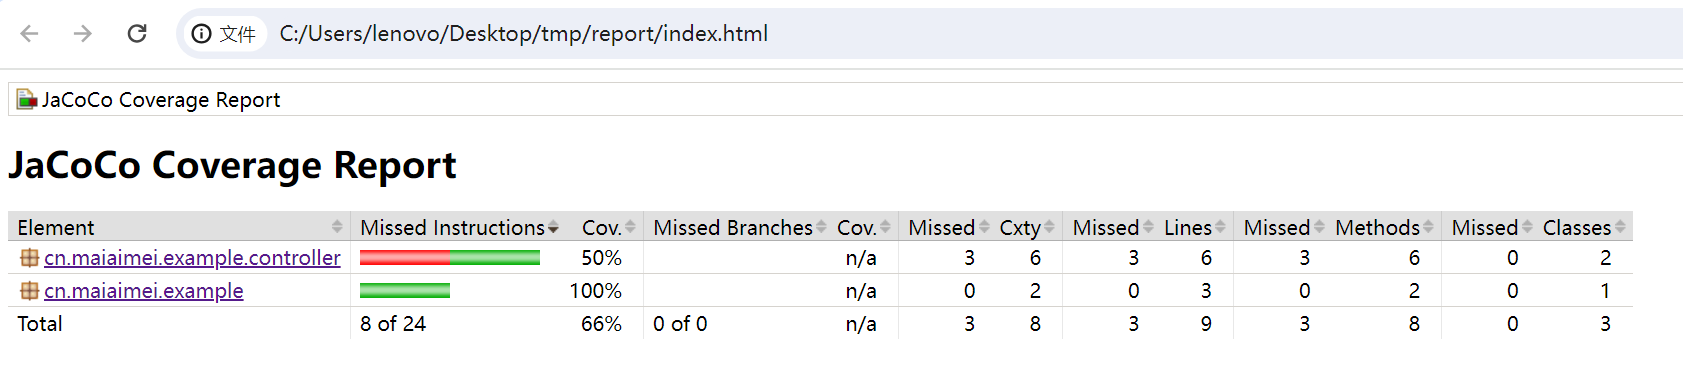 文件 C:/Users/lenovo/Desktop/tmp/report/index.html
JaCoCo Coverage Report
JaCoCo Coverage Report
Element Missed Instructions Cov. Missed Branches Cov. Missed Cxty Missed Lines Missed Methods Missed Classes
cn.maiaimei.example.controller 50% n/a 3 6 3 6 3 6 0 2
cn.maiaimei.example 100% n/a 0 2 0 3 0 2 0 1
Total 8 of 24 66% 0 of 0 n/a 3 8 3 9 3 8 0 3